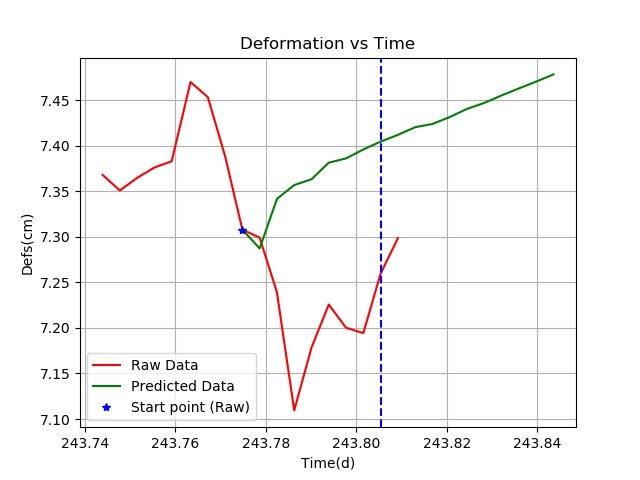 Deformation vs Time
Defs(cm)
7.45
7.40
7.35
7.30
7.25
7.20
7.15
7.10
Raw Data
Predicted Data
Start point (Raw)
243.74 243.76 243.78 243.80 243.82 243.84
Time(d)